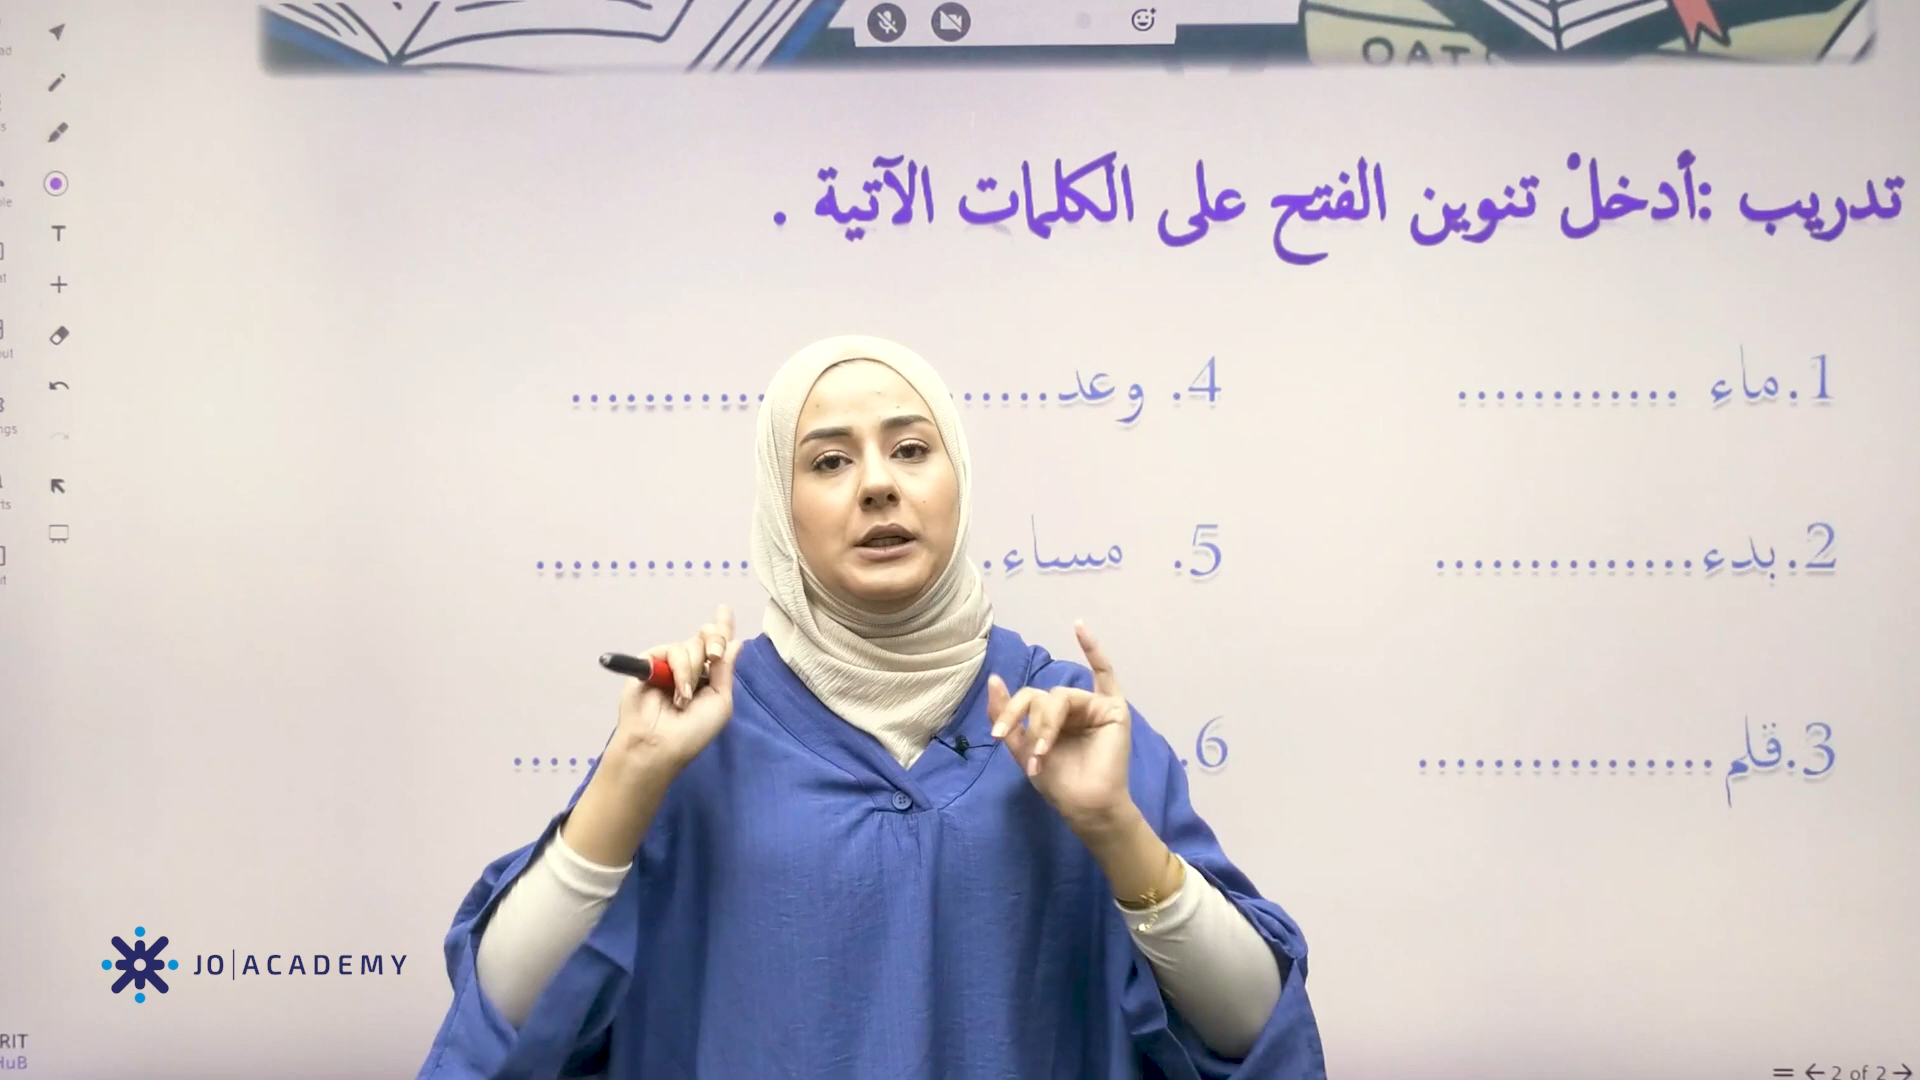 تدريب :أدخلْ تنوين الفتح على الكلمات الآتية .
1.ماء ............
4. وعد................
2.بدء..............
5. مساء.............
3.قلم................
6.
JO|ACADEMY
2 of 2